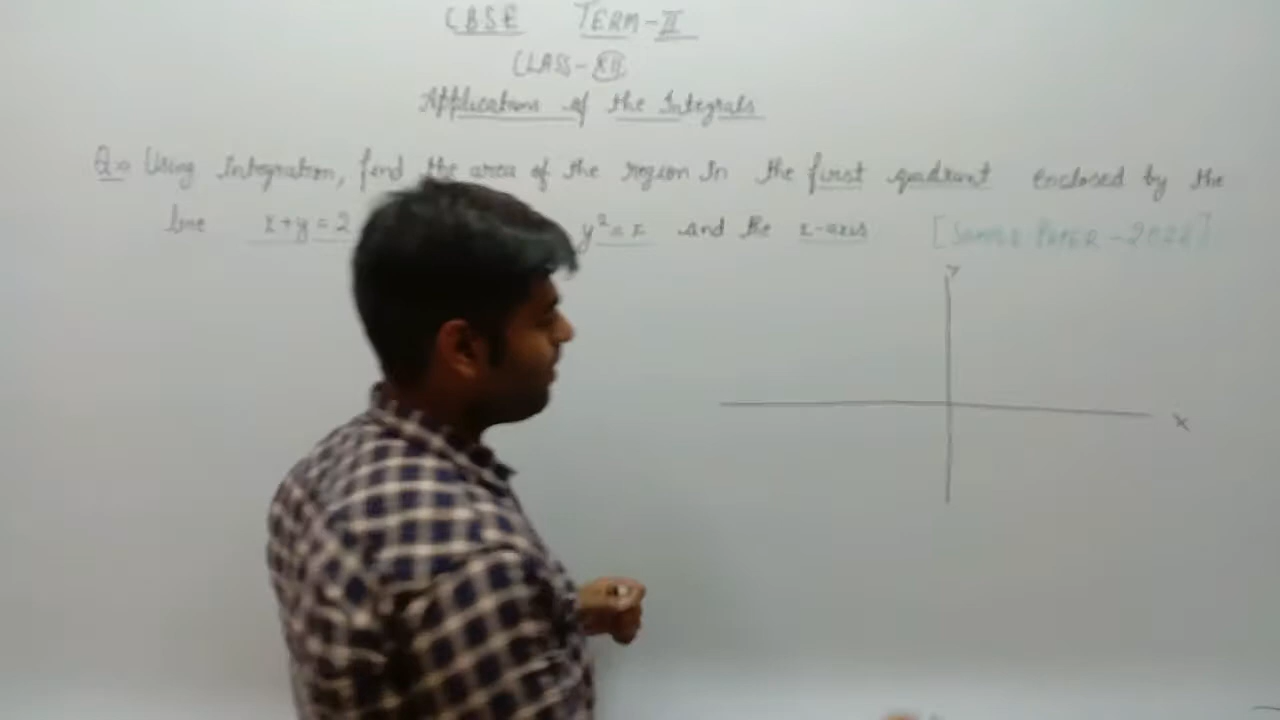 CBSE TERM-II
CLASS-XII
Applications of the Integrals
Q:- Using Integration, find the area of the region in the first quadrant enclosed by the
line x+y=2 y²=x and the x-axis [SAMPLE PAPER-2022]
Y
X